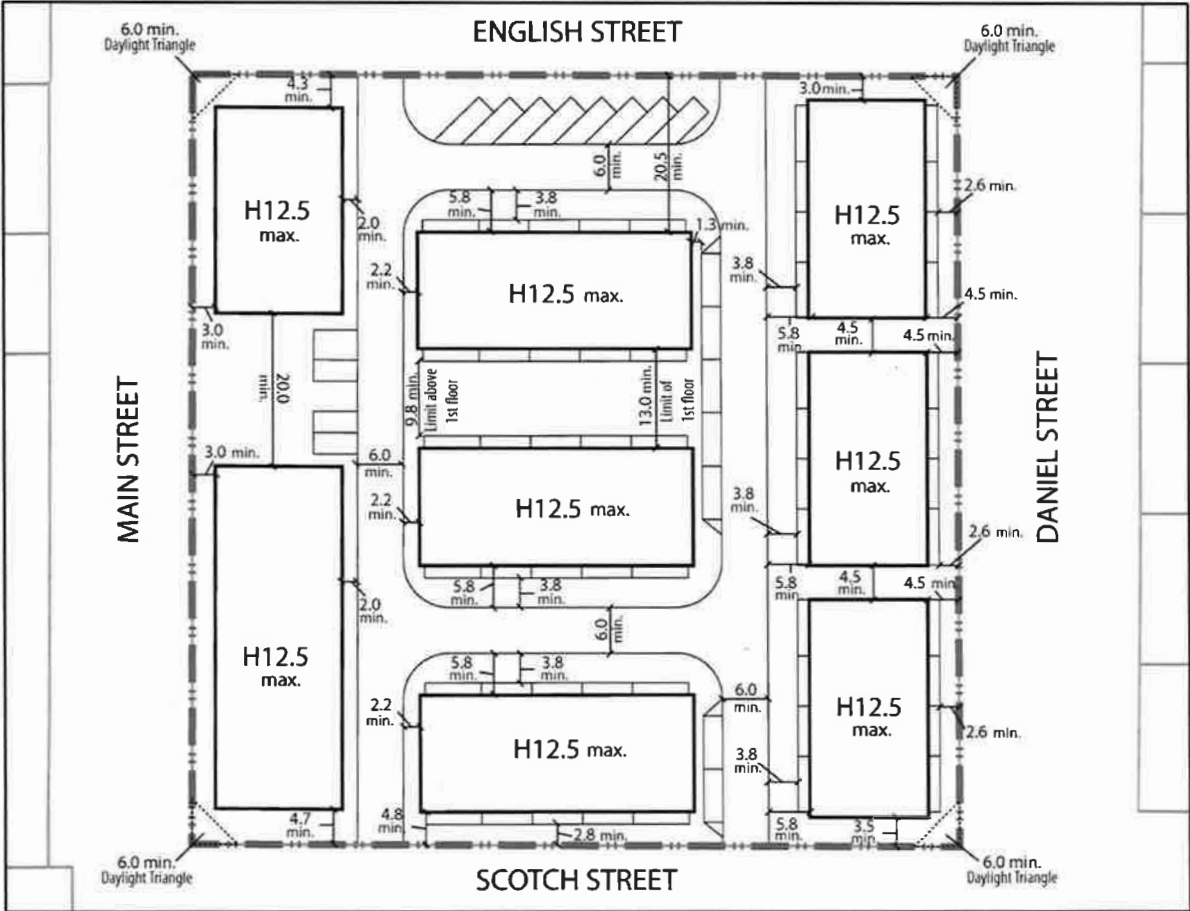 ENGLISH STREET
6.0 min.
Daylight Triangle
6.0 min.
Daylight Triangle
4.3
min.
3.0 min.
6.0
min.
20.5
min.
5.8
min.
3.8
min.
H12.5
max.
2.0
min.
1.3 min.
2.6 min.
H12.5
max.
2.2
min.
H12.5 max.
3.8
min.
4.5 min.
3.0
min.
5.8
min
4.5
min.
4.5 min.
20.0
min.
9.8 min.
Limit above
1st floor
13.0 min.
Limit of
1st floor
MAIN STREET
DANIEL STREET
3.0 min.
6.0
min.
2.2
min.
H12.5 max.
3.8
min.
H12.5
max.
2.6 min.
5.8
min.
3.8
min.
5.8
min
4.5
min.
4.5 min
2.0
min.
6.0
min.
H12.5
max.
5.8
min.
3.8
min.
2.2
min.
H12.5 max.
6.0
min.
H12.5
max.
2.6 min.
3.8
min.
4.7
min.
4.8
min.
2.8 min.
5.8
min.
3.5
min.
6.0 min.
Daylight Triangle
6.0 min.
Daylight Triangle
SCOTCH STREET